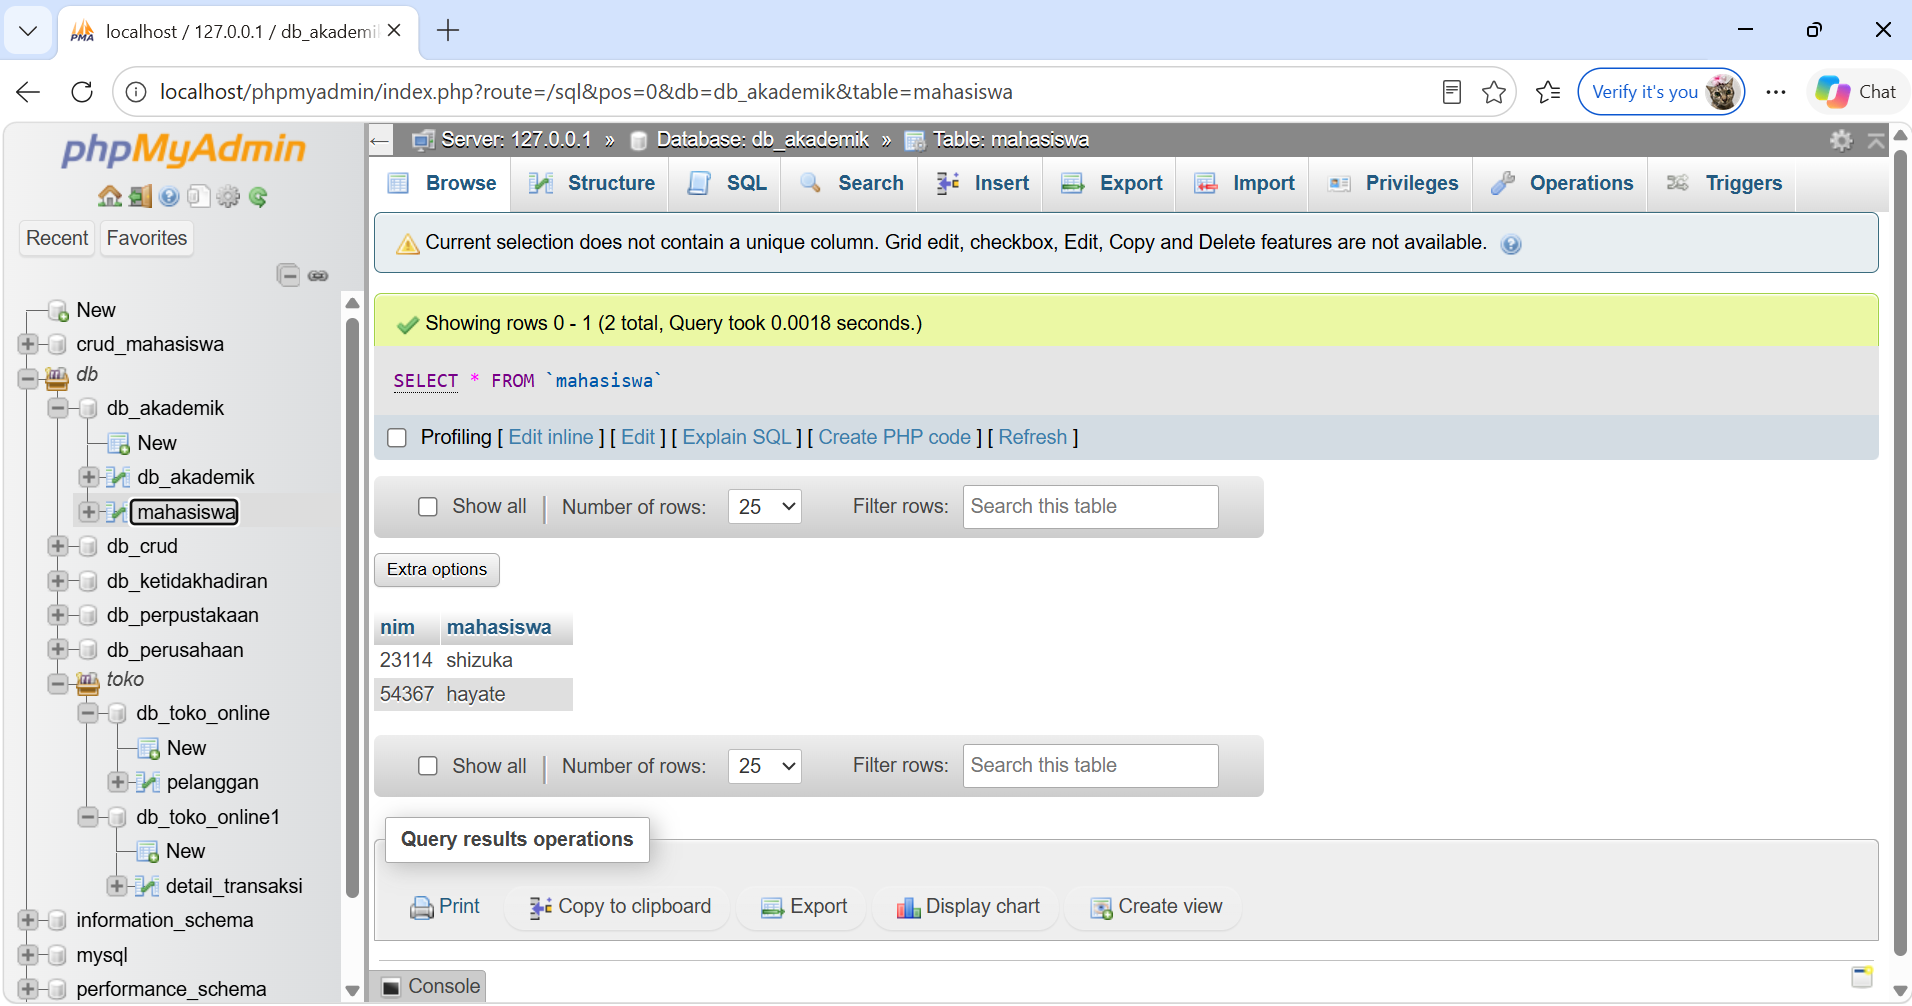 localhost / 127.0.0.1 / db_akademi
localhost/phpmyadmin/index.php?route=/sql&pos=0&db=db_akademik&table=mahasiswa
Verify it's you
Chat
phpMyAdmin
Recent
Favorites
New
crud_mahasiswa
db
db_akademik
New
db_akademik
mahasiswa
db_crud
db_ketidakhadiran
db_perpustakaan
db_perusahaan
toko
db_toko_online
New
pelanggan
db_toko_online1
New
detail_transaksi
information_schema
mysql
performance_schema
Server: 127.0.0.1 » Database: db_akademik » Table: mahasiswa
Browse Structure SQL Search Insert Export Import Privileges Operations Triggers
Current selection does not contain a unique column. Grid edit, checkbox, Edit, Copy and Delete features are not available.
Showing rows 0 - 1 (2 total, Query took 0.0018 seconds.)
SELECT * FROM `mahasiswa`
Profiling [ Edit inline ] [ Edit ] [ Explain SQL ] [ Create PHP code ] [ Refresh ]
Show all | Number of rows: 25 Filter rows: Search this table
Extra options
nim mahasiswa
23114 shizuka
54367 hayate
Show all | Number of rows: 25 Filter rows: Search this table
Query results operations
Print Copy to clipboard Export Display chart Create view
Console